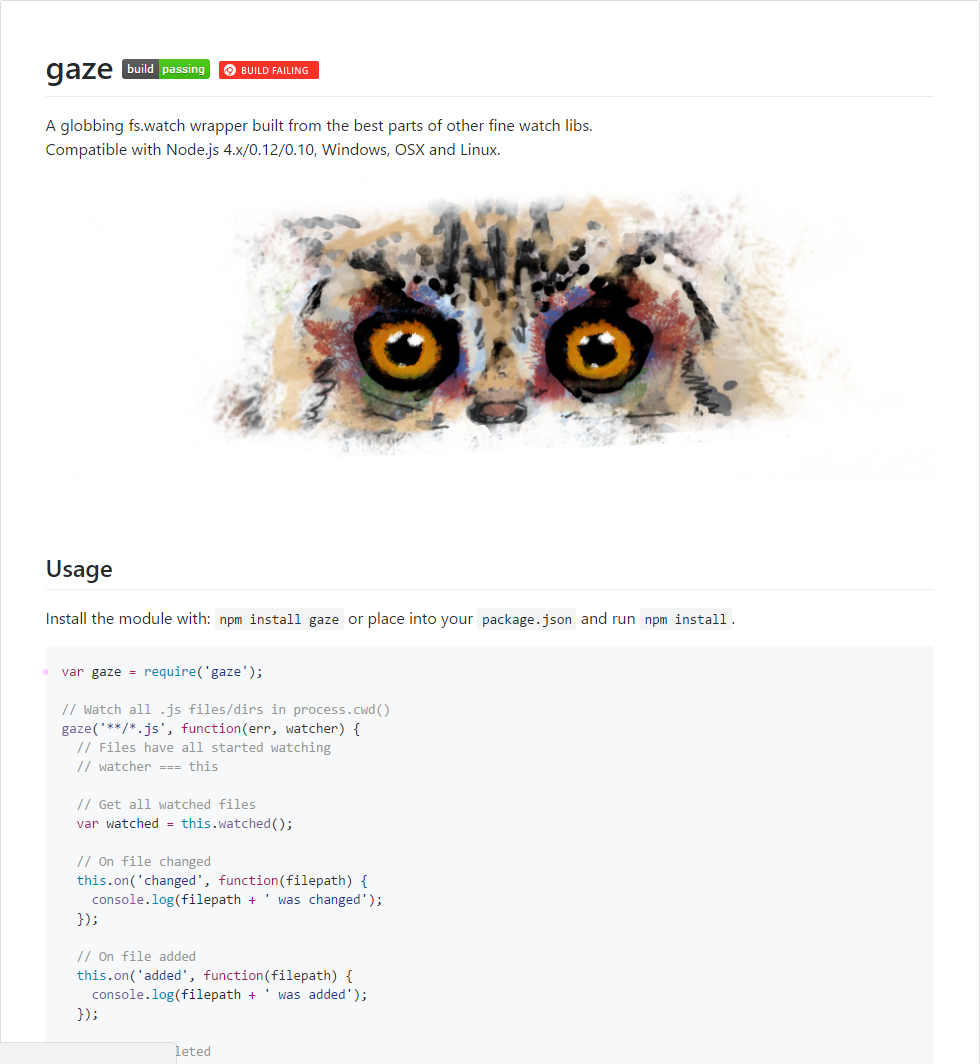 gaze build passing BUILD FAILING
A globbing fs.watch wrapper built from the best parts of other fine watch libs.
Compatible with Node.js 4.x/0.12/0.10, Windows, OSX and Linux.
Usage
Install the module with: npm install gaze or place into your package.json and run npm install.
var gaze = require('gaze');
// Watch all .js files/dirs in process.cwd()
gaze('**/*.js', function(err, watcher) {
  // Files have all started watching
  // watcher === this
  // Get all watched files
  var watched = this.watched();
  // On file changed
  this.on('changed', function(filepath) {
    console.log(filepath + ' was changed');
  });
  // On file added
  this.on('added', function(filepath) {
    console.log(filepath + ' was added');
  });